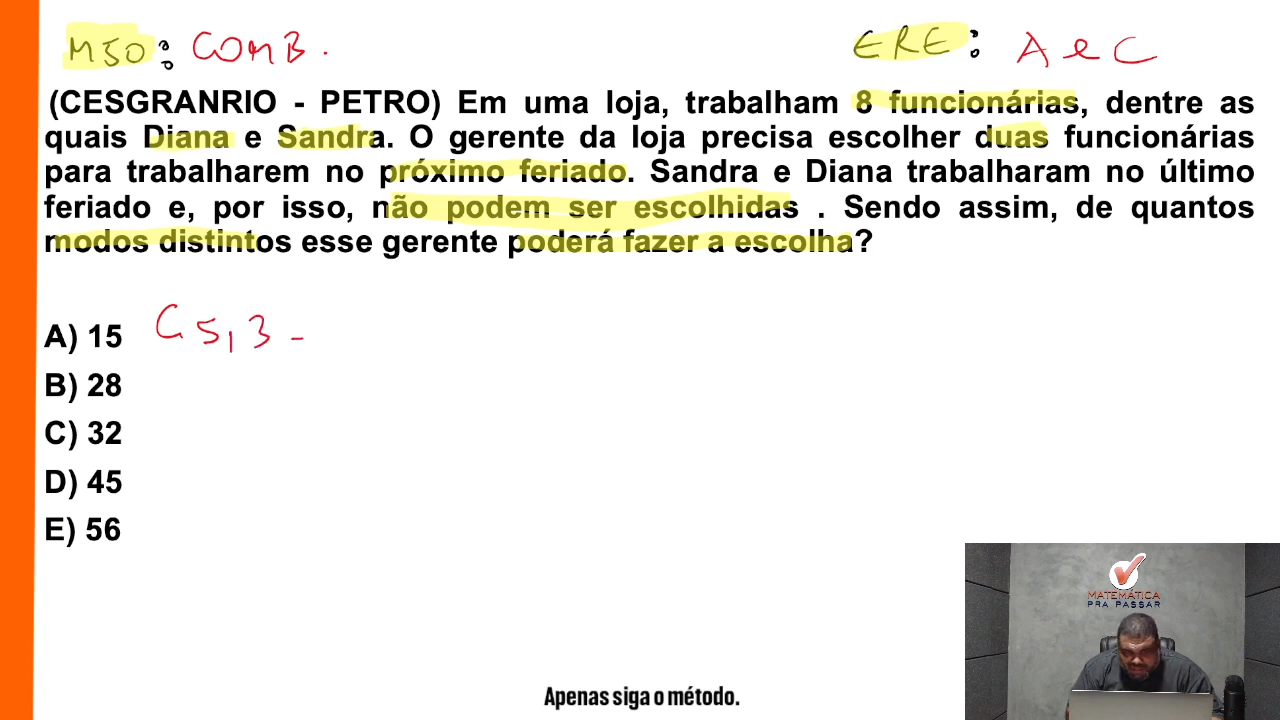 M50: COMB.
ERE: A e C
(CESGRANRIO - PETRO) Em uma loja, trabalham 8 funcionárias, dentre as
quais Diana e Sandra. O gerente da loja precisa escolher duas funcionárias
para trabalharem no próximo feriado. Sandra e Diana trabalharam no último
feriado e, por isso, não podem ser escolhidas . Sendo assim, de quantos
modos distintos esse gerente poderá fazer a escolha?
A) 15 C 5,3 -
B) 28
C) 32
D) 45
E) 56
MATEMÁTICA
PRA PASSAR
Apenas siga o método.